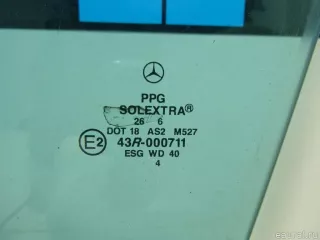 PPG
SOLEXTRA®
26 6
DOT 18 AS2 M527
E2 43R-000711
ESG WD 40
4